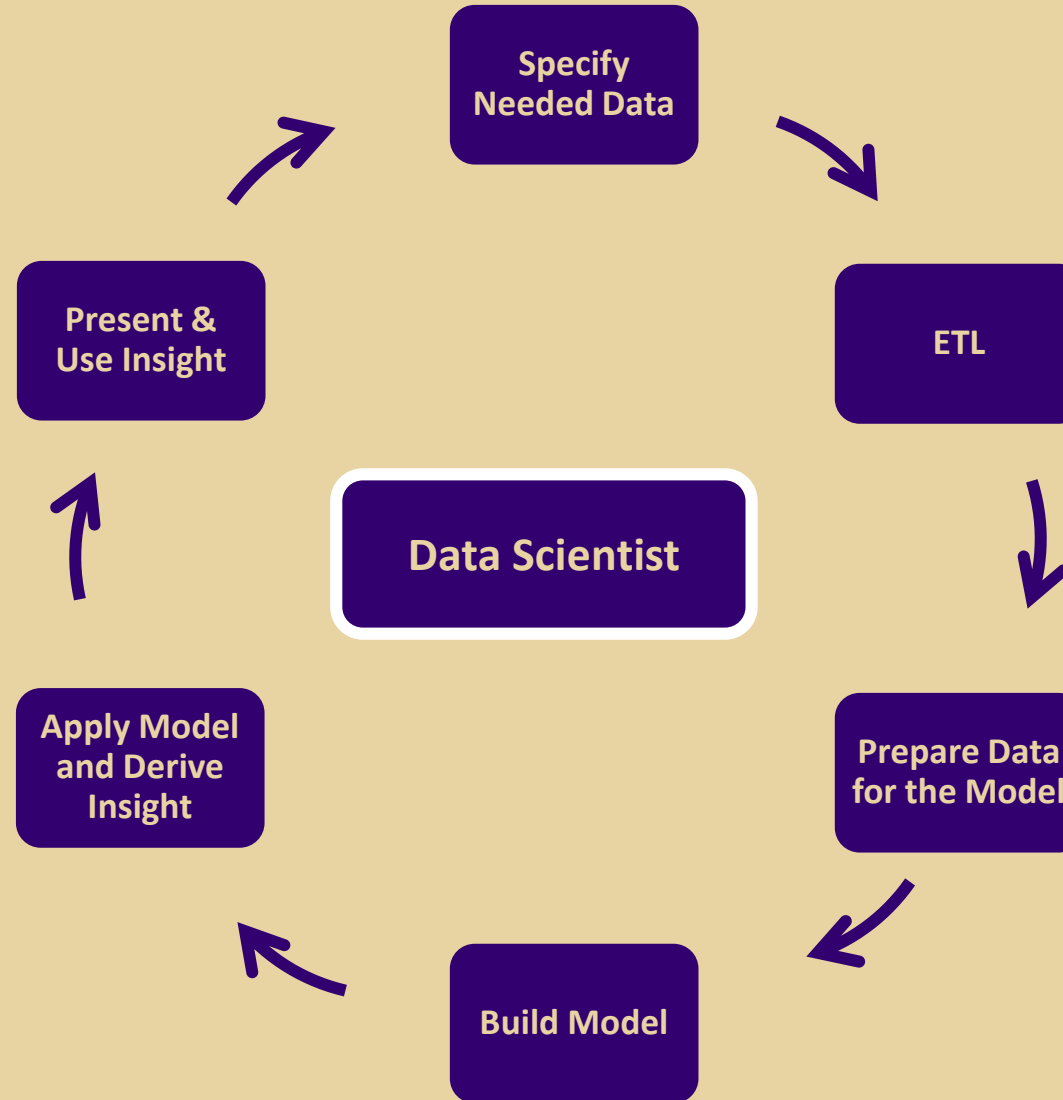 Specify
Needed Data
Present &
Use Insight
ETL
Data Scientist
Apply Model
and Derive
Insight
Prepare Data
for the Model
Build Model